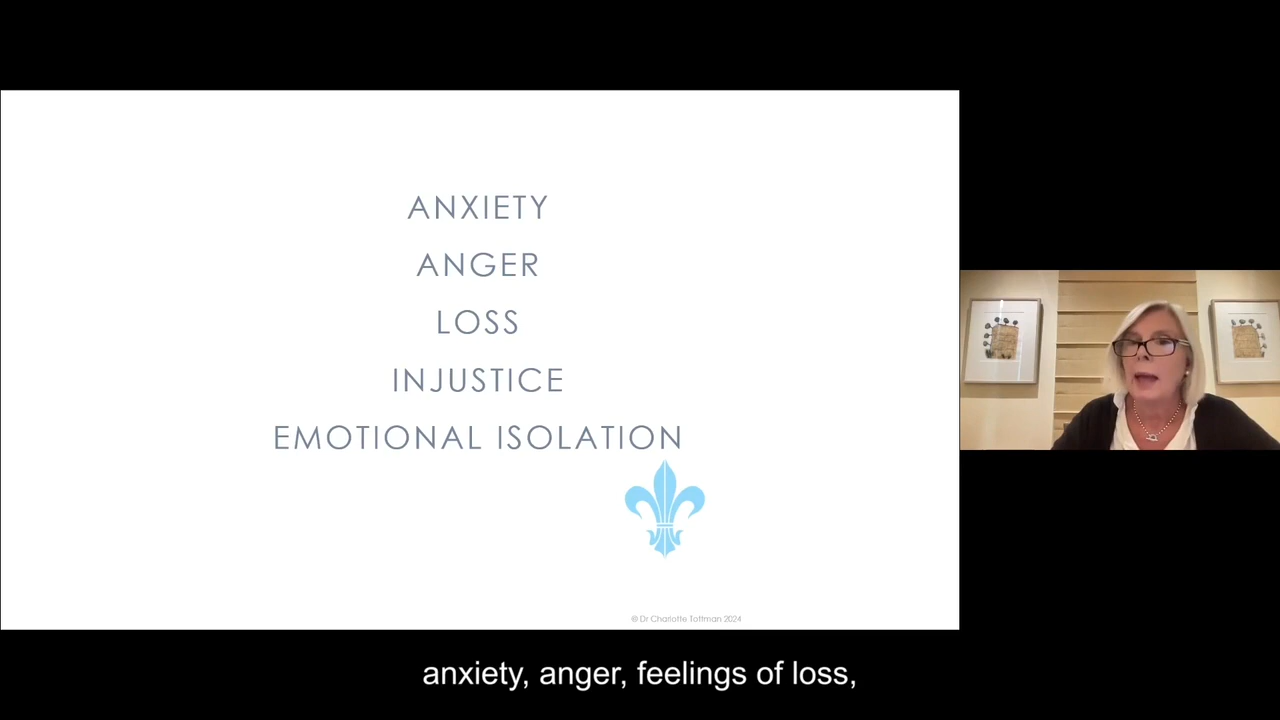 ANXIETY
ANGER
LOSS
INJUSTICE
EMOTIONAL ISOLATION
© Dr Charlotte Tottman 2024
anxiety, anger, feelings of loss,